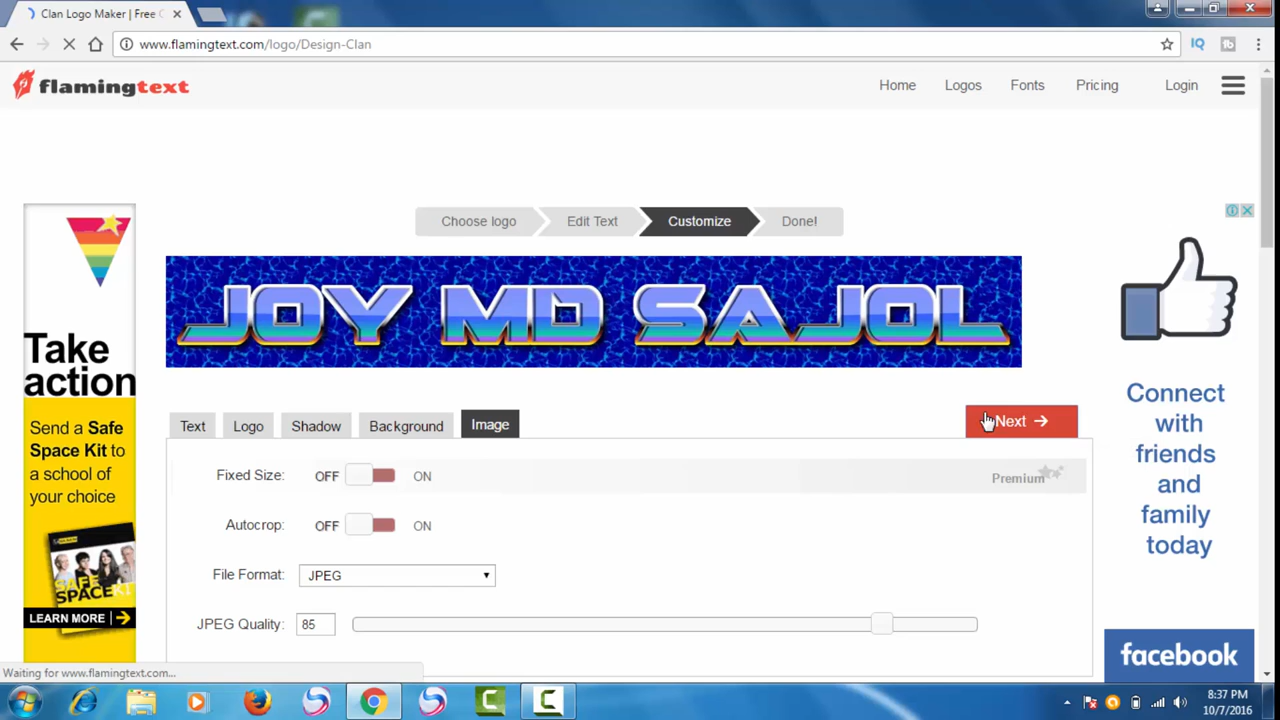 Clan Logo Maker | Free C
www.flamingtext.com/logo/Design-Clan
flamingtext
Home
Logos
Fonts
Pricing
Login
Choose logo
Edit Text
Customize
Done!
JOY MD SAJOL
Take
action
Send a Safe
Space Kit to
a school of
your choice
SAFE
SPACE KIT
LEARN MORE
Text
Logo
Shadow
Background
Image
Next
Fixed Size:
OFF
ON
Premium
Autocrop:
OFF
ON
File Format:
JPEG
JPEG Quality:
85
Connect
with
friends
and
family
today
facebook
Waiting for www.flamingtext.com...
8:37 PM
10/7/2016